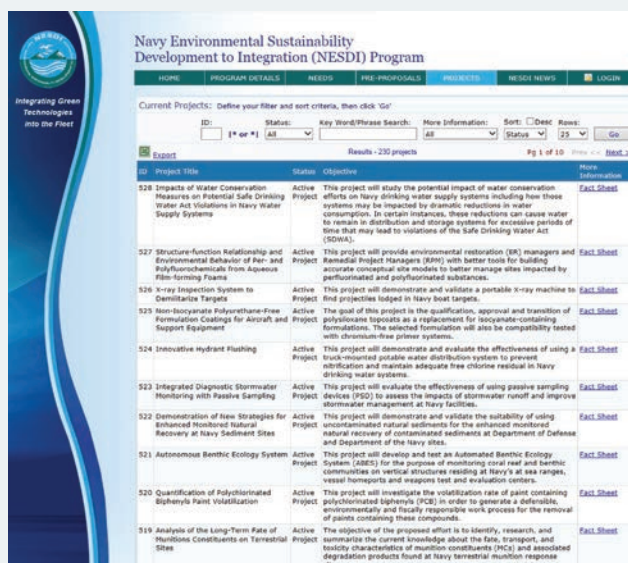 NESDI
Integrating Green
Technologies
into the Fleet
Navy Environmental Sustainability
Development to Integration (NESDI) Program
HOME PROGRAM DETAILS NEEDS PRE-PROPOSALS PROJECTS NESDI NEWS LOGIN
Current Projects: Define your filter and sort criteria, then click 'Go'
ID: Status: Key Word/Phrase Search: More Information: Sort: Desc Rows:
(* or *) All All Status 25 Go
Export Results - 230 projects Pg 1 of 10 Prev << Next >
ID Project Title Status Objective More
Information
528 Impacts of Water Conservation Active This project will study the potential impact of water conservation Fact Sheet
Measures on Potential Safe Drinking Project efforts on Navy drinking water supply systems including how those
Water Act Violations in Navy Water systems may be impacted by dramatic reductions in water
Supply Systems consumption. In certain instances, these reductions can cause water
to remain in distribution and storage systems for excessive periods of
time that may lead to violations of the Safe Drinking Water Act
(SDWA).
527 Structure-function Relationship and Active This project will provide environmental restoration (ER) managers and Fact Sheet
Environmental Behavior of Per- and Project Remedial Project Managers (RPM) with better tools for building
Polyfluorochemicals from Aqueous accurate conceptual site models to better manage sites impacted by
Film-forming Foams perfluorinated and polyfluorinated substances.
526 X-ray Inspection System to Active This project will demonstrate and validate a portable X-ray machine to Fact Sheet
Demilitarize Targets Project find projectiles lodged in Navy boat targets.
525 Non-Isocyanate Polyurethane-Free Active The goal of this project is the qualification, approval and transition of Fact Sheet
Formulation Coatings for Aircraft and Project polysiloxane topcoats as a replacement for isocyanate-containing
Support Equipment formulations. The selected formulation will also be compatibility tested
with chromium-free primer systems.
524 Innovative Hydrant Flushing Active This project will demonstrate and evaluate the effectiveness of using a Fact Sheet
Project truck-mounted potable water distribution system to prevent
nitrification and maintain adequate free chlorine residual in Navy
drinking water systems.
523 Integrated Diagnostic Stormwater Active This project will evaluate the effectiveness of using passive sampling Fact Sheet
Monitoring with Passive Sampling Project devices (PSD) to assess the impacts of stormwater runoff and improve
stormwater management at Navy facilities.
522 Demonstration of New Strategies for Active This project will demonstrate and validate the suitability of using Fact Sheet
Enhanced Monitored Natural Project uncontaminated natural sediments for the enhanced monitored
Recovery at Navy Sediment Sites natural recovery of contaminated sediments at Department of Defense
and Department of the Navy sites.
521 Autonomous Benthic Ecology System Active This project will develop and test an Automated Benthic Ecology Fact Sheet
Project System (ABES) for the purpose of monitoring coral reef and benthic
communities on vertical structures residing at Navy's at sea ranges,
vessel homeports and weapons test and evaluation centers.
520 Quantification of Polychlorinated Active This project will investigate the volatilization rate of paint containing Fact Sheet
Biphenyls Paint Volatilization Project polychlorinated biphenyls (PCB) in order to generate a defensible,
environmentally and fiscally responsible work process for the removal
of paints containing these compounds.
519 Analysis of the Long-Term Fate of Active The objective of the proposed effort is to identify, research, and Fact Sheet
Munitions Constituents on Terrestrial Project summarize the current knowledge about the fate, transport, and
Sites toxicity characteristics of munition constituents (MCs) and associated
degradation products found at Navy terrestrial munition response